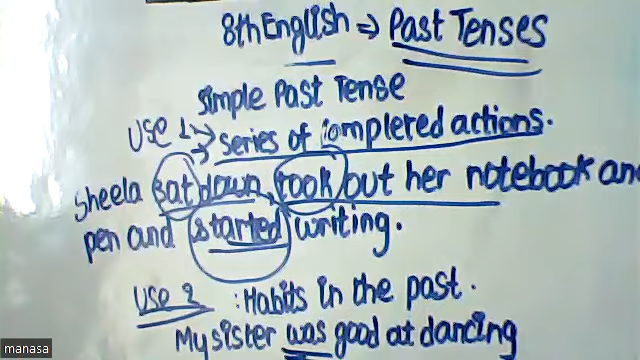 8th English ⇒ Past Tenses
Simple Past Tense
Use 1 → series of completed actions.
Sheela sat down, took out her notebook and
pen and started writing.
Use 2 : Habits in the past.
My sister was good at dancing
manasa